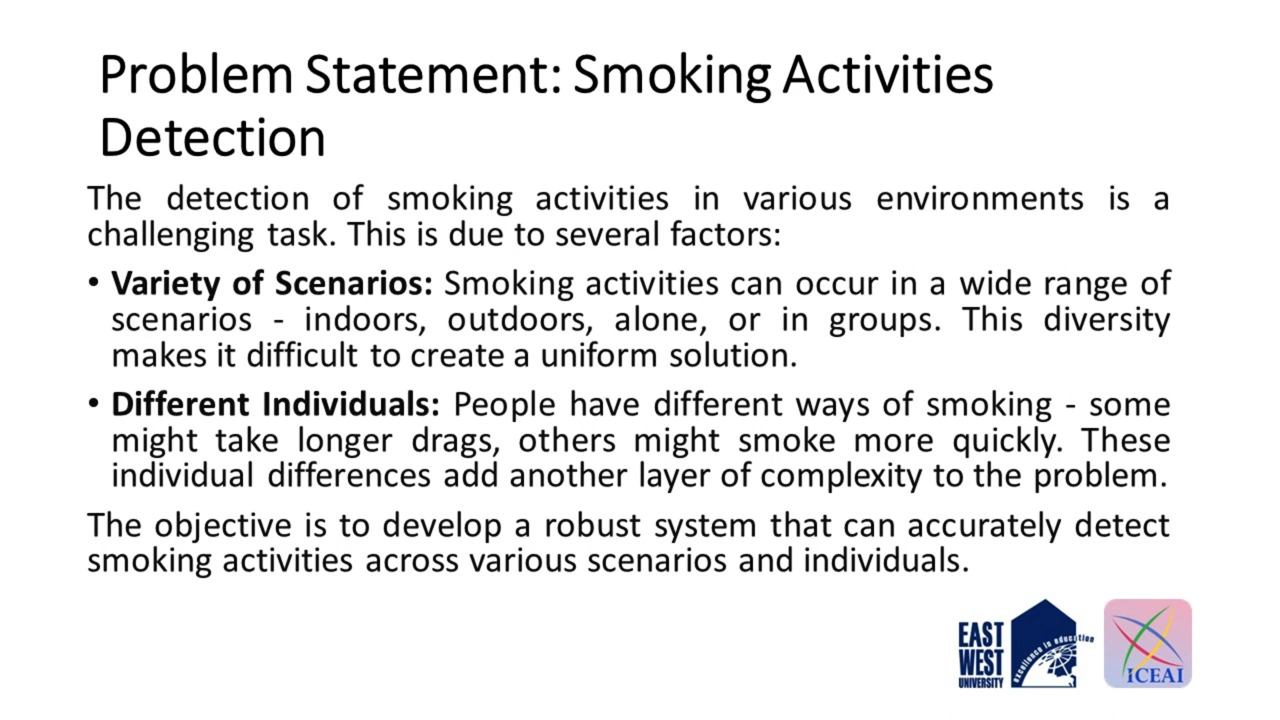 Problem Statement: Smoking Activities
Detection
The detection of smoking activities in various environments is a
challenging task. This is due to several factors:
• Variety of Scenarios: Smoking activities can occur in a wide range of
scenarios - indoors, outdoors, alone, or in groups. This diversity
makes it difficult to create a uniform solution.
• Different Individuals: People have different ways of smoking - some
might take longer drags, others might smoke more quickly. These
individual differences add another layer of complexity to the problem.
The objective is to develop a robust system that can accurately detect
smoking activities across various scenarios and individuals.
EAST
WEST
UNIVERSITY
excellence in education
ICEAI